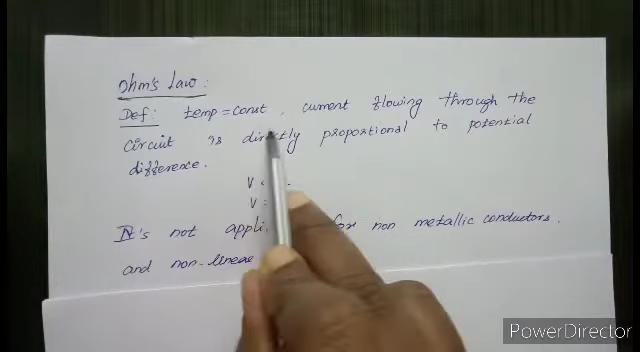 Ohm's Law:
Def: temp = const, current flowing through the
circuit is directly proportional to potential
difference.
V
V =
It's not appli for non metallic conductors.
and non-linear
PowerDirector